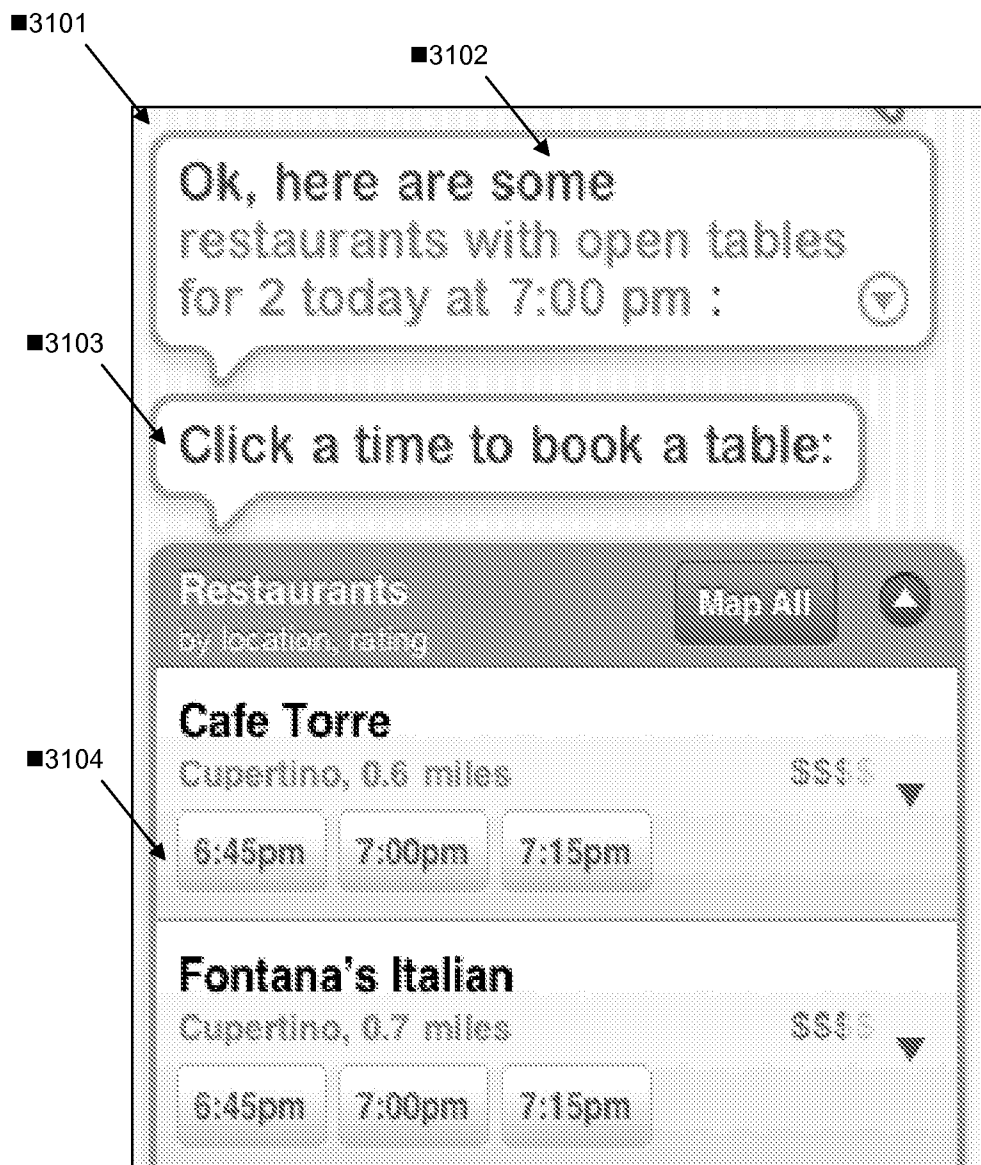 ■3101
■3102
Ok, here are some
restaurants with open tables
for 2 today at 7:00 pm :
■3103
Click a time to book a table:
Restaurants
by location, rating
Map All
Cafe Torre
■3104
Cupertino, 0.6 miles
$$$$
6:45pm 7:00pm 7:15pm
Fontana's Italian
Cupertino, 0.7 miles
$$$$
6:45pm 7:00pm 7:15pm